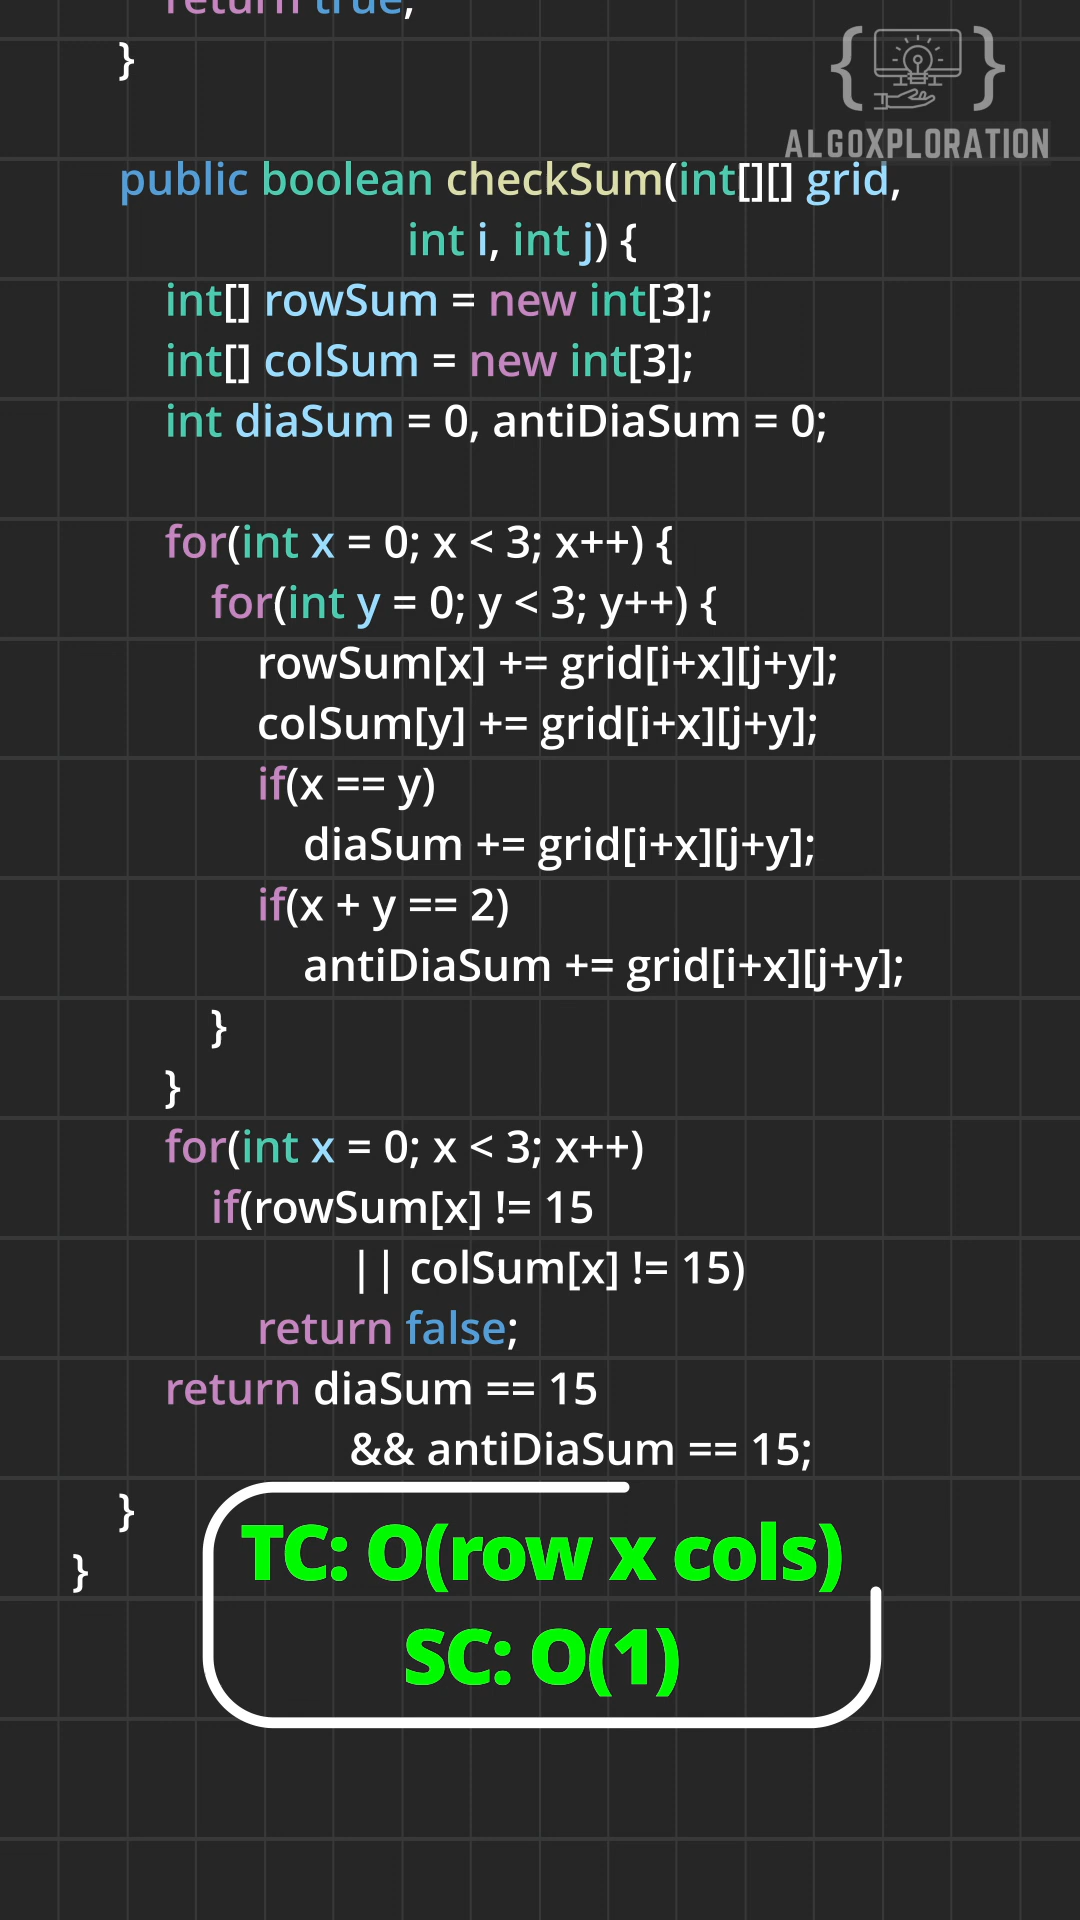 return true;
}
ALGOXPLORATION
public boolean checkSum(int[][] grid,
int i, int j) {
int[] rowSum = new int[3];
int[] colSum = new int[3];
int diaSum = 0, antiDiaSum = 0;
for(int x = 0; x < 3; x++) {
for(int y = 0; y < 3; y++) {
rowSum[x] += grid[i+x][j+y];
colSum[y] += grid[i+x][j+y];
if(x == y)
diaSum += grid[i+x][j+y];
if(x + y == 2)
antiDiaSum += grid[i+x][j+y];
}
}
for(int x = 0; x < 3; x++)
if(rowSum[x] != 15
|| colSum[x] != 15)
return false;
return diaSum == 15
&& antiDiaSum == 15;
}
}
TC: O(row x cols)
SC: O(1)